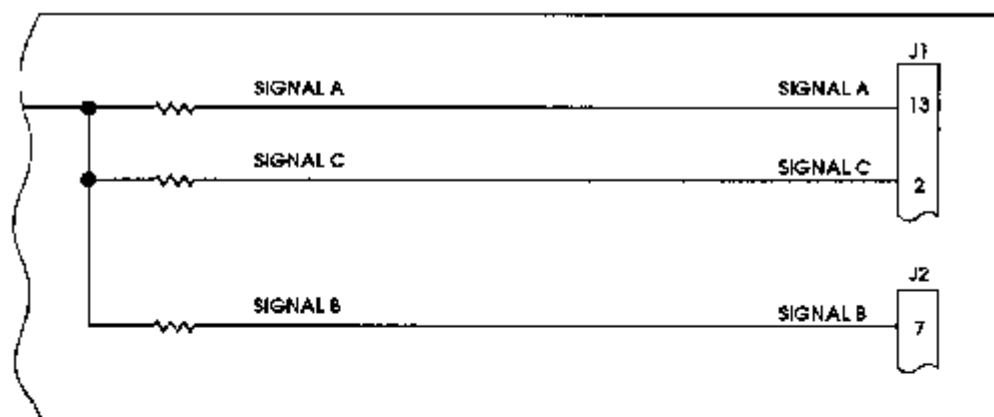 J1
SIGNAL A SIGNAL A 13
SIGNAL C SIGNAL C 2
J2
SIGNAL B SIGNAL B 7